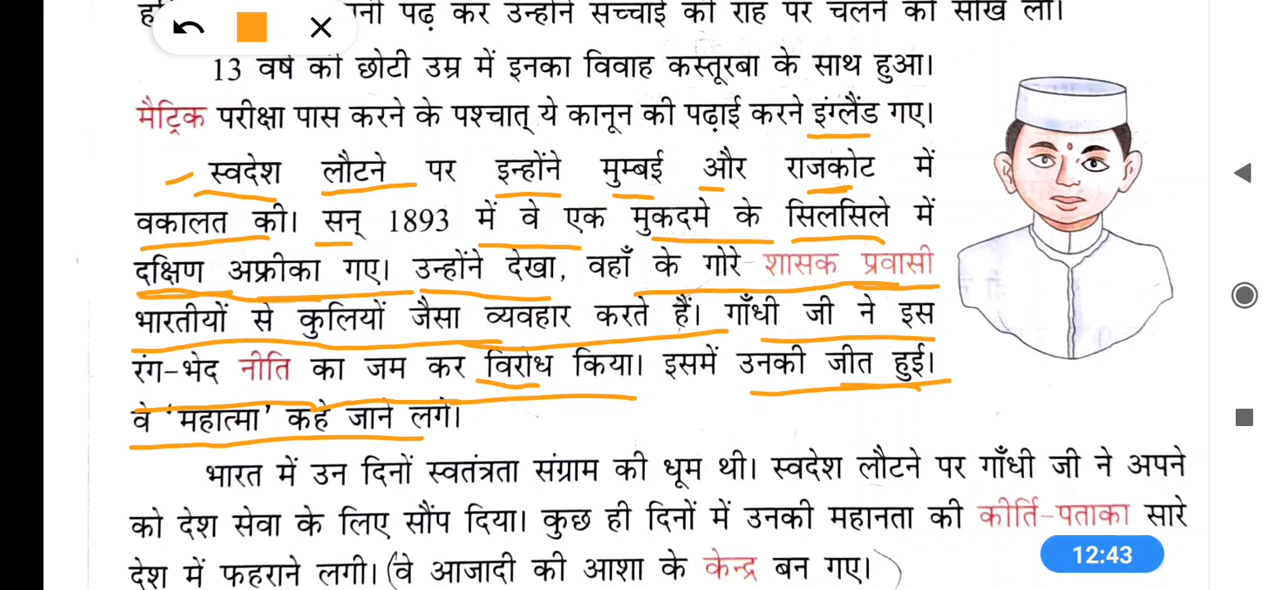 पढ़ कर उन्होंने सच्चाई की राह पर चलने की सीख ली।
13 वर्ष की छोटी उम्र में इनका विवाह कस्तूरबा के साथ हुआ।
मैट्रिक परीक्षा पास करने के पश्चात् ये कानून की पढ़ाई करने इंग्लैंड गए।
स्वदेश लौटने पर इन्होंने मुम्बई और राजकोट में
वकालत की। सन् 1893 में वे एक मुकदमे के सिलसिले में
दक्षिण अफ्रीका गए। उन्होंने देखा, वहाँ के गोरे शासक प्रवासी
भारतीयों से कुलियों जैसा व्यवहार करते हैं। गाँधी जी ने इस
रंग-भेद नीति का जम कर विरोध किया। इसमें उनकी जीत हुई।
वे 'महात्मा' कहे जाने लगे।
भारत में उन दिनों स्वतंत्रता संग्राम की धूम थी। स्वदेश लौटने पर गाँधी जी ने अपने
को देश सेवा के लिए सौंप दिया। कुछ ही दिनों में उनकी महानता की कीर्ति-पताका सारे
देश में फहराने लगी। (वे आजादी की आशा के केन्द्र बन गए।)
12:43